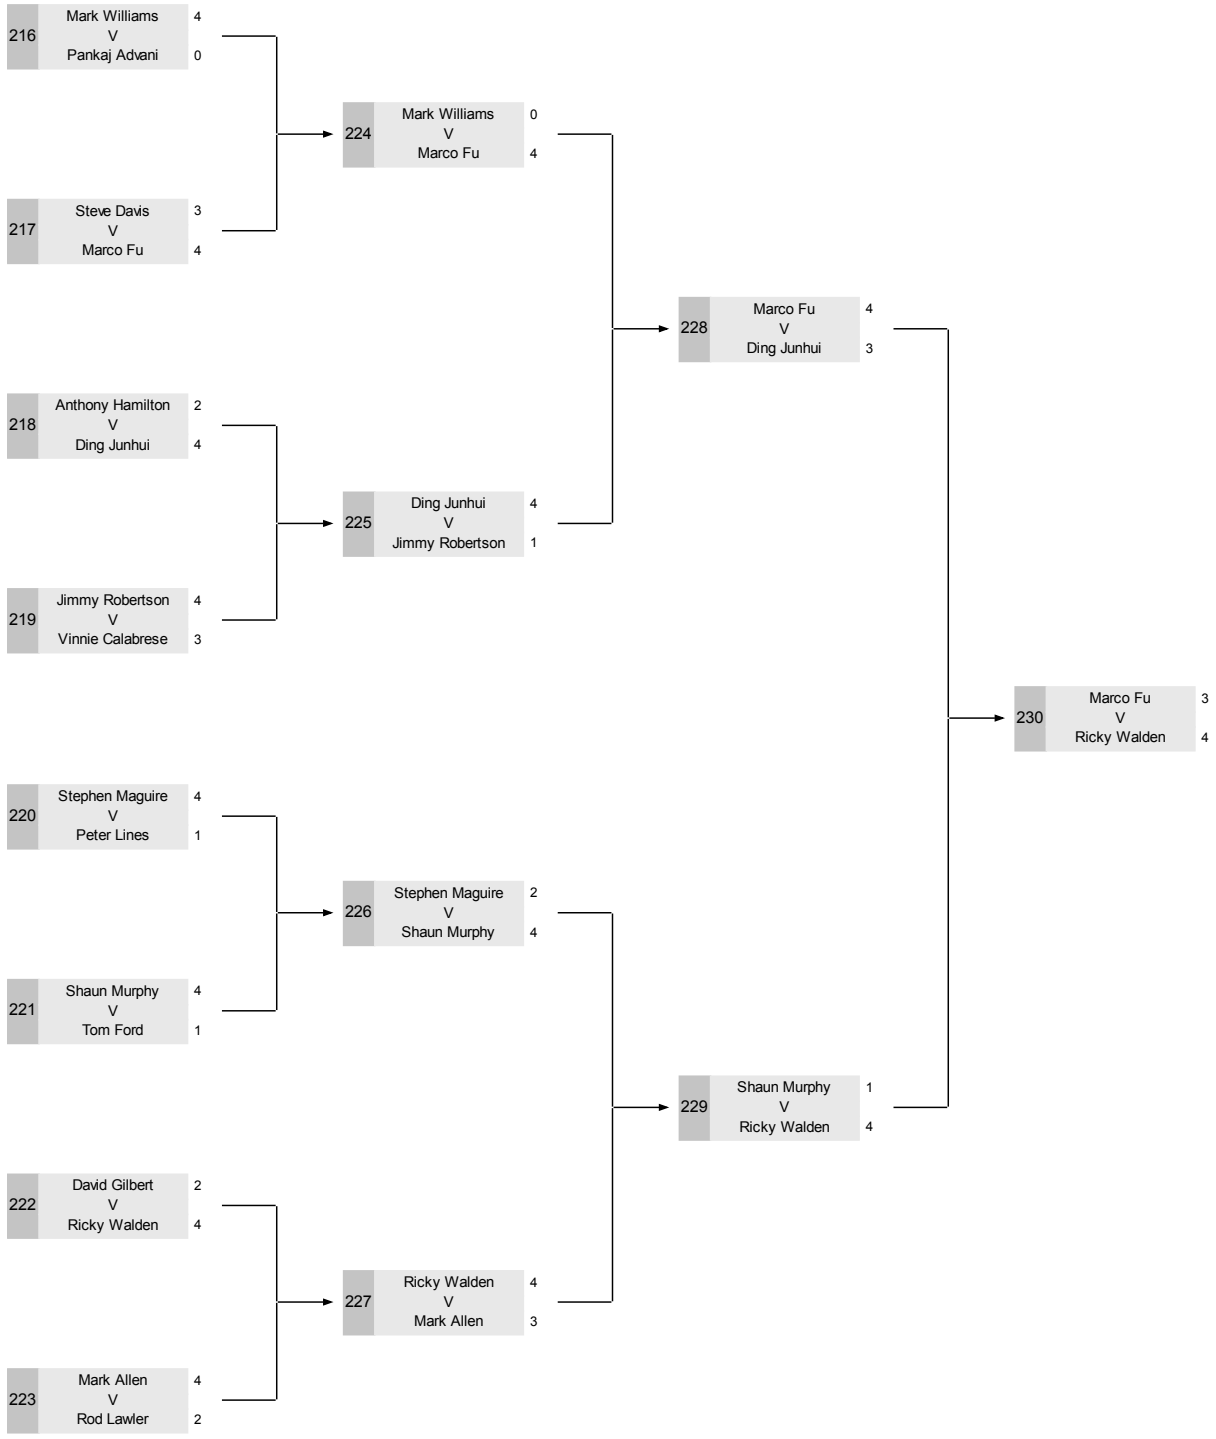 216
Mark Williams 4
V
Pankaj Advani 0
217
Steve Davis 3
V
Marco Fu 4
218
Anthony Hamilton 2
V
Ding Junhui 4
219
Jimmy Robertson 4
V
Vinnie Calabrese 3
220
Stephen Maguire 4
V
Peter Lines 1
221
Shaun Murphy 4
V
Tom Ford 1
222
David Gilbert 2
V
Ricky Walden 4
223
Mark Allen 4
V
Rod Lawler 2
224
Mark Williams 0
V
Marco Fu 4
225
Ding Junhui 4
V
Jimmy Robertson 1
226
Stephen Maguire 2
V
Shaun Murphy 4
227
Ricky Walden 4
V
Mark Allen 3
228
Marco Fu 4
V
Ding Junhui 3
229
Shaun Murphy 1
V
Ricky Walden 4
230
Marco Fu 3
V
Ricky Walden 4